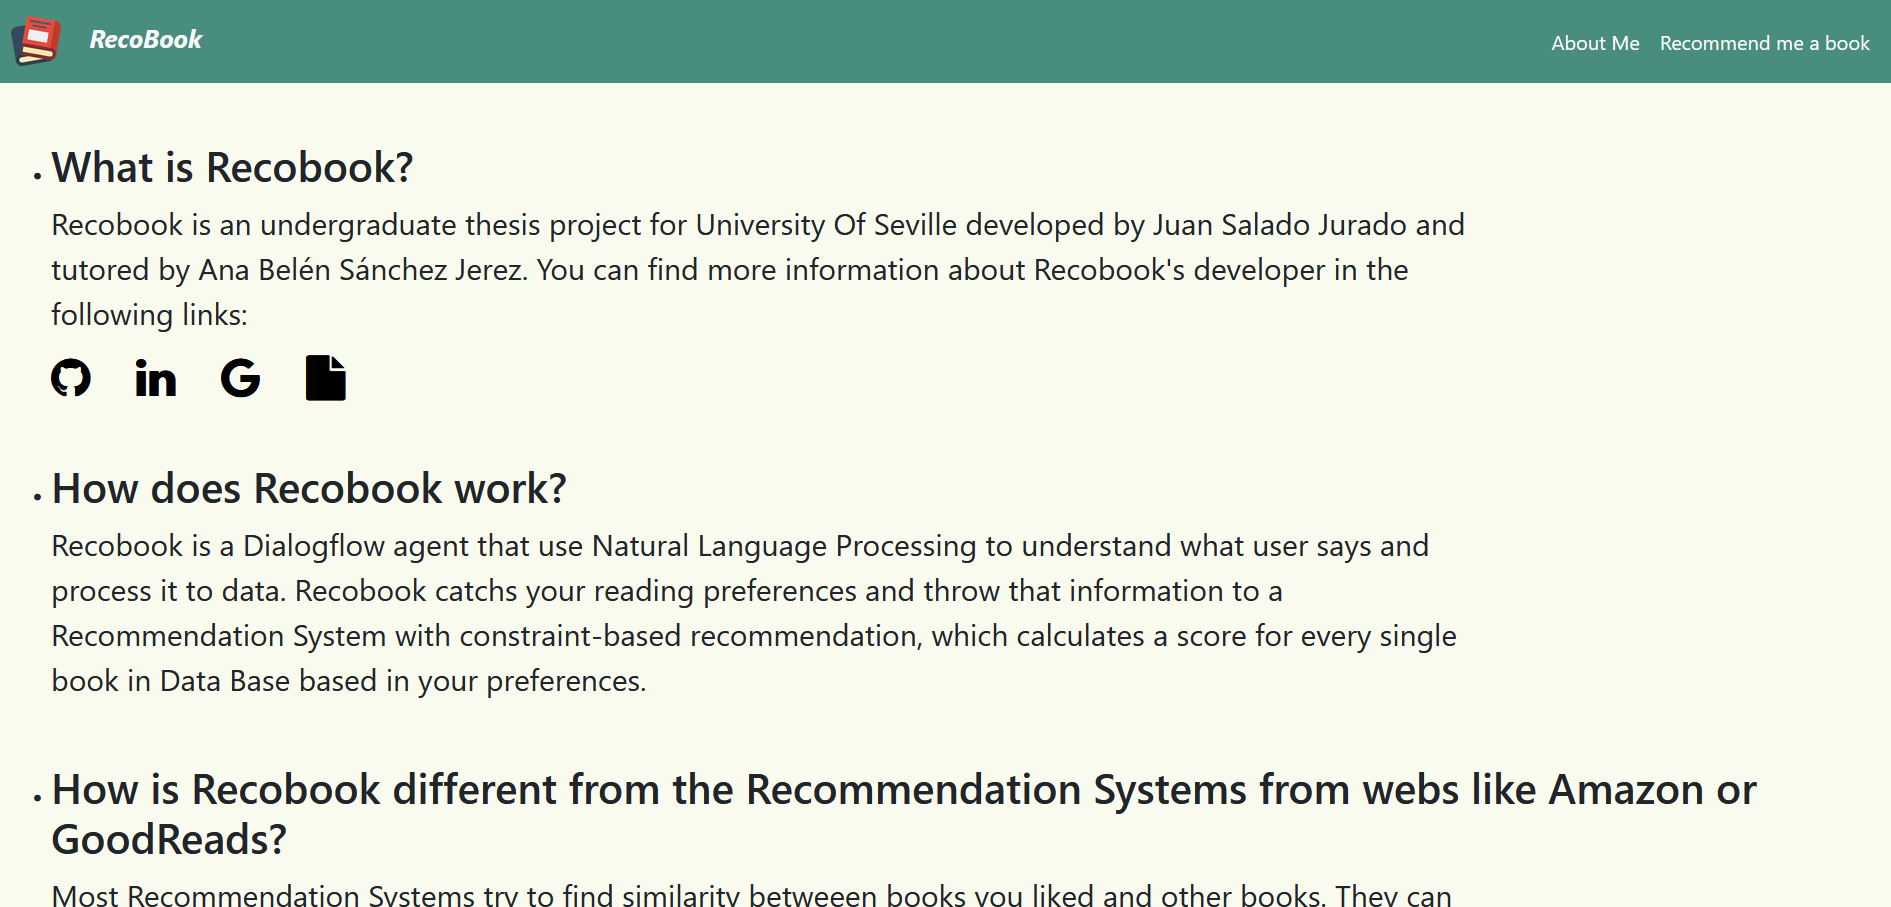 RecoBook
About Me
Recommend me a book
What is Recobook?
Recobook is an undergraduate thesis project for University Of Seville developed by Juan Salado Jurado and
tutored by Ana Belén Sánchez Jerez. You can find more information about Recobook's developer in the
following links:
How does Recobook work?
Recobook is a Dialogflow agent that use Natural Language Processing to understand what user says and
process it to data. Recobook catchs your reading preferences and throw that information to a
Recommendation System with constraint-based recommendation, which calculates a score for every single
book in Data Base based in your preferences.
How is Recobook different from the Recommendation Systems from webs like Amazon or
GoodReads?
Most Recommendation Systems try to find similarity betweeen books you liked and other books. They can